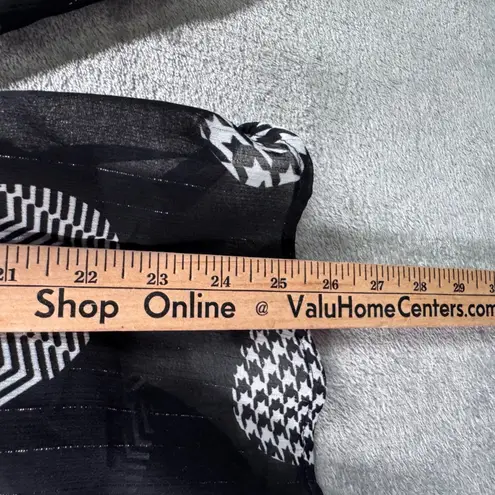 21 22 23 24 25 26 27 28 29
Shop Online @ ValuHomeCenters.com